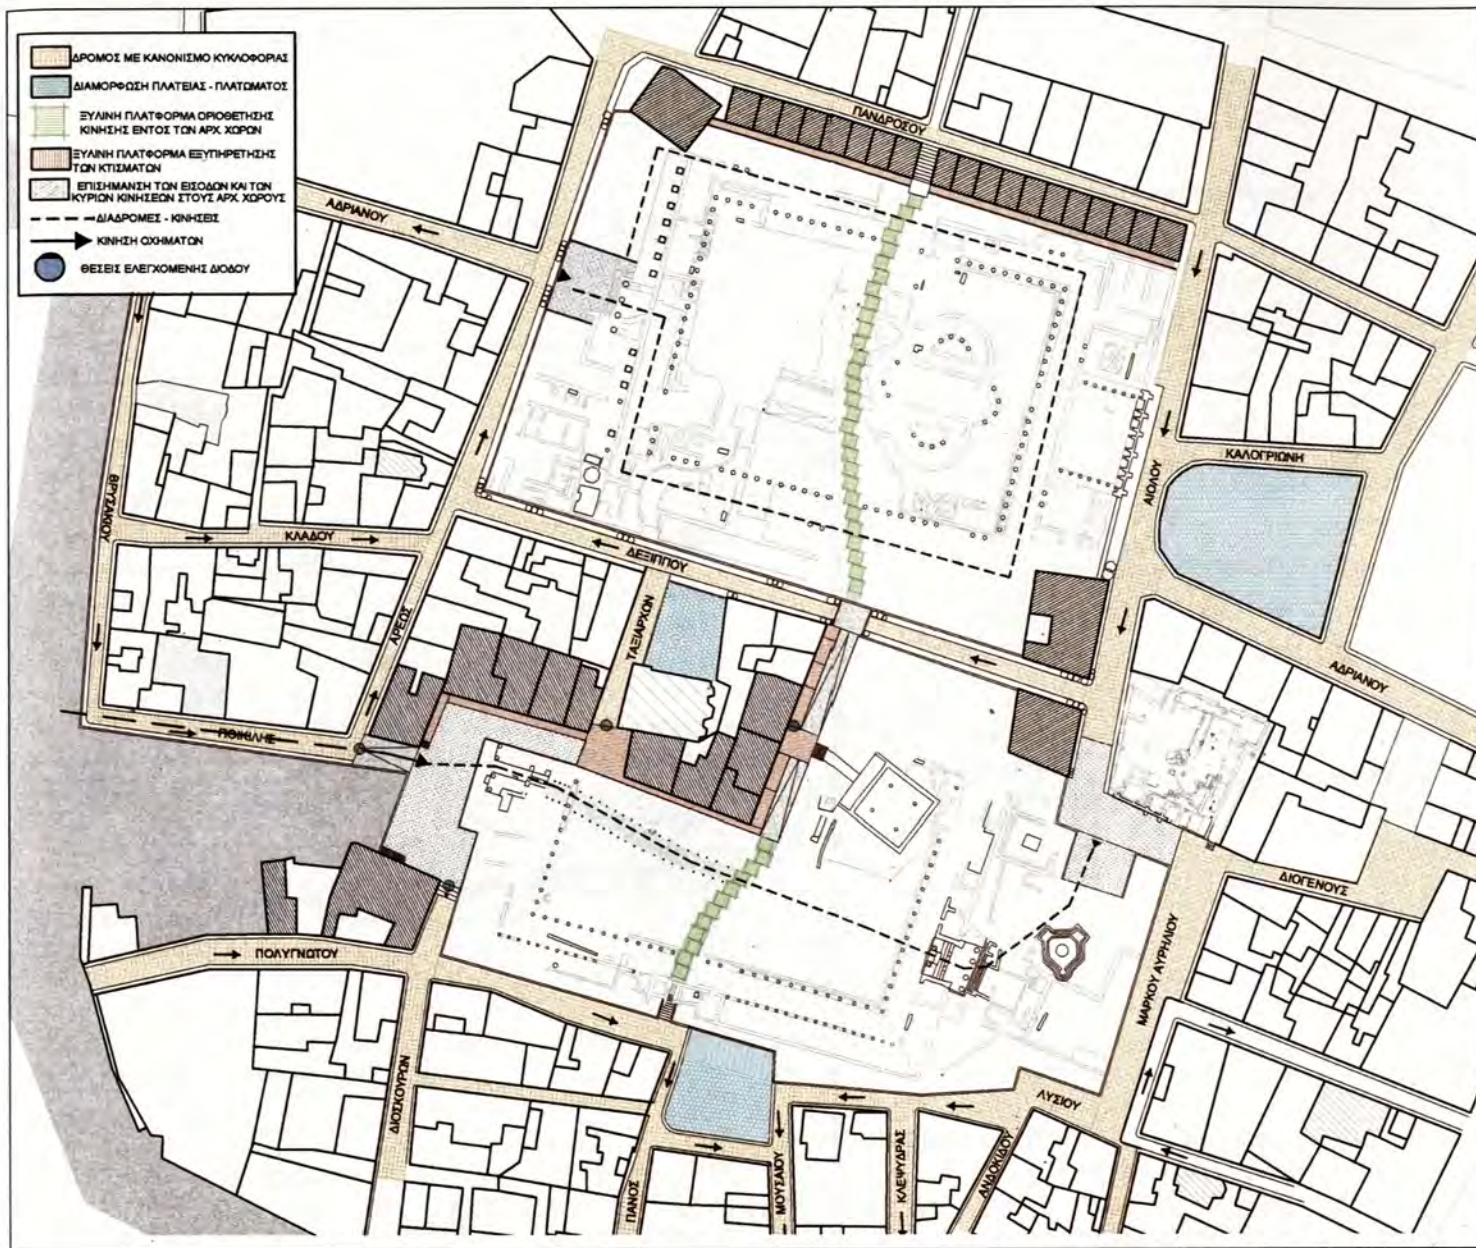 ΔΡΟΜΟΣ ΜΕ ΚΑΝΟΝΙΣΜΟ ΚΥΚΛΟΦΟΡΙΑΣ
ΔΙΑΜΟΡΦΩΣΗ ΠΛΑΤΕΙΑΣ - ΠΛΑΤΩΜΑΤΟΣ
ΞΥΛΙΝΗ ΠΛΑΤΦΟΡΜΑ ΟΡΙΟΘΕΤΗΣΗΣ
ΚΙΝΗΣΗΣ ΕΝΤΟΣ ΤΩΝ ΑΡΧ. ΧΩΡΩΝ
ΞΥΛΙΝΗ ΠΛΑΤΦΟΡΜΑ ΕΞΥΠΗΡΕΤΗΣΗΣ
ΤΩΝ ΚΤΙΣΜΑΤΩΝ
ΕΠΙΣΗΜΑΝΣΗ ΤΩΝ ΕΙΣΟΔΩΝ ΚΑΙ ΤΩΝ
ΚΥΡΙΩΝ ΚΙΝΗΣΕΩΝ ΣΤΟΥΣ ΑΡΧ. ΧΩΡΟΥΣ
ΔΙΑΔΡΟΜΕΣ - ΚΙΝΗΣΕΙΣ
ΚΙΝΗΣΗ ΟΧΗΜΑΤΩΝ
ΘΕΣΕΙΣ ΕΛΕΓΧΟΜΕΝΗΣ ΔΙΟΔΟΥ
ΠΑΝΔΡΟΣΟΥ
ΑΔΡΙΑΝΟΥ
ΚΑΛΟΓΡΙΩΝΗ
ΑΙΟΛΟΥ
ΒΡΥΣΑΚΙΟΥ
ΚΛΑΔΟΥ
ΔΕΞΙΠΠΟΥ
ΤΑΞΙΑΡΧΩΝ
ΑΡΕΩΣ
ΑΔΡΙΑΝΟΥ
ΠΟΙΚΙΛΗΣ
ΔΙΟΓΕΝΟΥΣ
ΠΟΛΥΓΝΩΤΟΥ
ΜΑΡΚΟΥ ΑΥΡΗΛΙΟΥ
ΔΙΟΣΚΟΥΡΩΝ
ΛΥΣΙΟΥ
ΠΑΝΟΣ
ΜΟΥΣΑΙΟΥ
ΚΛΕΨΥΔΡΑΣ
ΑΝΔΟΚΙΔΟΥ